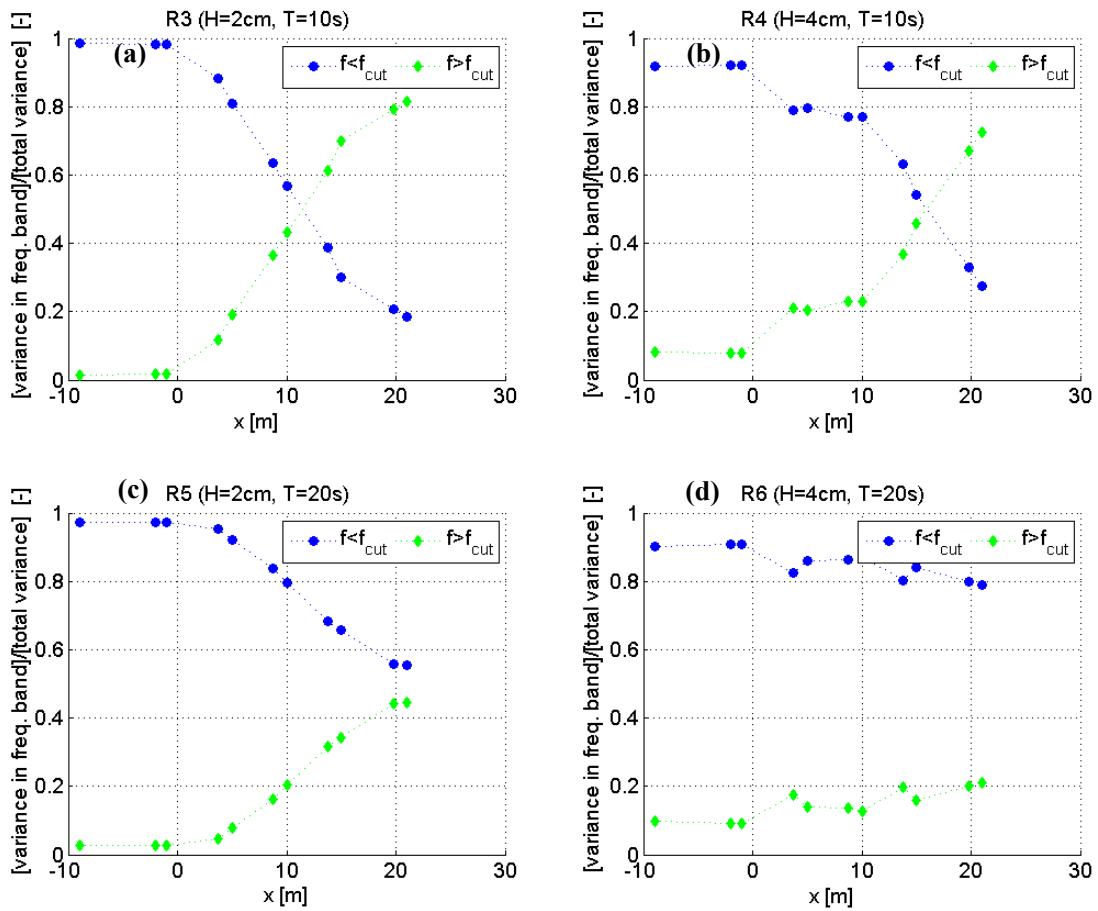 R3 (H=2cm, T=10s)
(a)
f<f_cut f>f_cut
[variance in freq. band]/[total variance] [-]
1
0.8
0.6
0.4
0.2
0
-10 0 10 20 30
x [m]
R4 (H=4cm, T=10s)
(b)
f<f_cut f>f_cut
[variance in freq. band]/[total variance] [-]
1
0.8
0.6
0.4
0.2
0
-10 0 10 20 30
x [m]
(c) R5 (H=2cm, T=20s)
f<f_cut f>f_cut
[variance in freq. band]/[total variance] [-]
1
0.8
0.6
0.4
0.2
0
-10 0 10 20 30
x [m]
(d) R6 (H=4cm, T=20s)
f<f_cut f>f_cut
[variance in freq. band]/[total variance] [-]
1
0.8
0.6
0.4
0.2
0
-10 0 10 20 30
x [m]